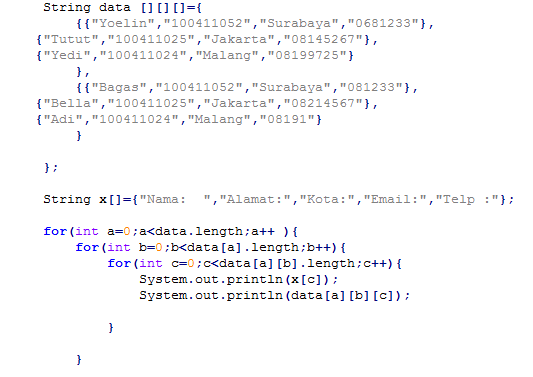 String data [][][]={
{{"Yoelin","100411052","Surabaya","0681233"},
{"Tutut","100411025","Jakarta","08145267"},
{"Yedi","100411024","Malang","08199725"}
},
{{"Bagas","100411052","Surabaya","081233"},
{"Bella","100411025","Jakarta","08214567"},
{"Adi","100411024","Malang","08191"}
}
};
String x[]={"Nama:  ","Alamat:","Kota:","Email:","Telp :"};
for(int a=0;a<data.length;a++ ){
for(int b=0;b<data[a].length;b++){
for(int c=0;c<data[a][b].length;c++){
System.out.println(x[c]);
System.out.println(data[a][b][c]);
}
}